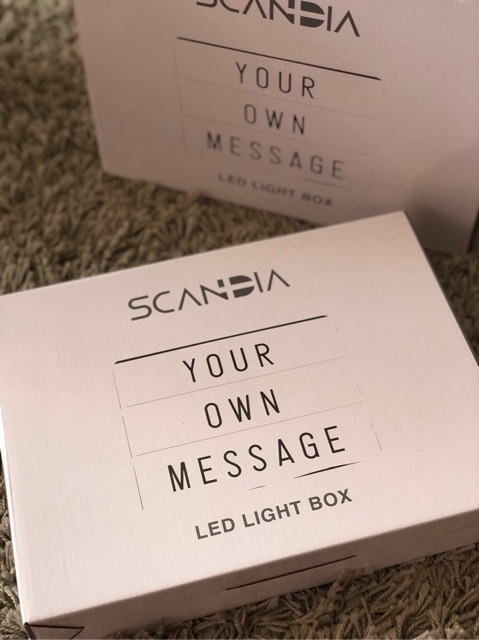 SCANDIA
YOUR
OWN
MESSAGE
LED LIGHT BOX
SCANDIA
YOUR
OWN
MESSAGE
LED LIGHT BOX